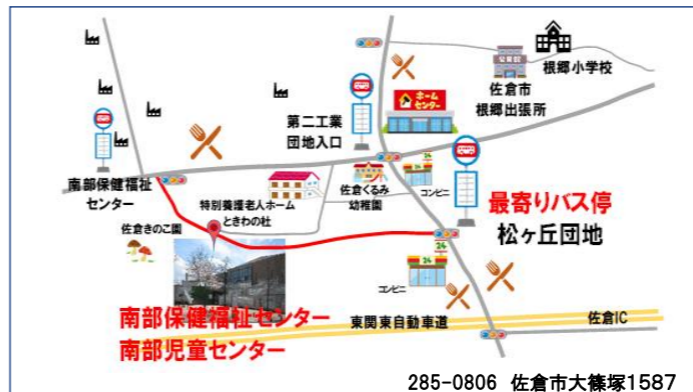 根郷小学校
佐倉市
根郷出張所
ホーム
センター
第二工業
団地入口
南部保健福祉
センター
特別養護老人ホーム
ときわの杜
佐倉くるみ
幼稚園
24
コンビニ
最寄りバス停
松ヶ丘団地
佐倉きのこ園
24
コンビニ
南部保健福祉センター
南部児童センター
東関東自動車道
佐倉IC
285-0806 佐倉市大篠塚1587